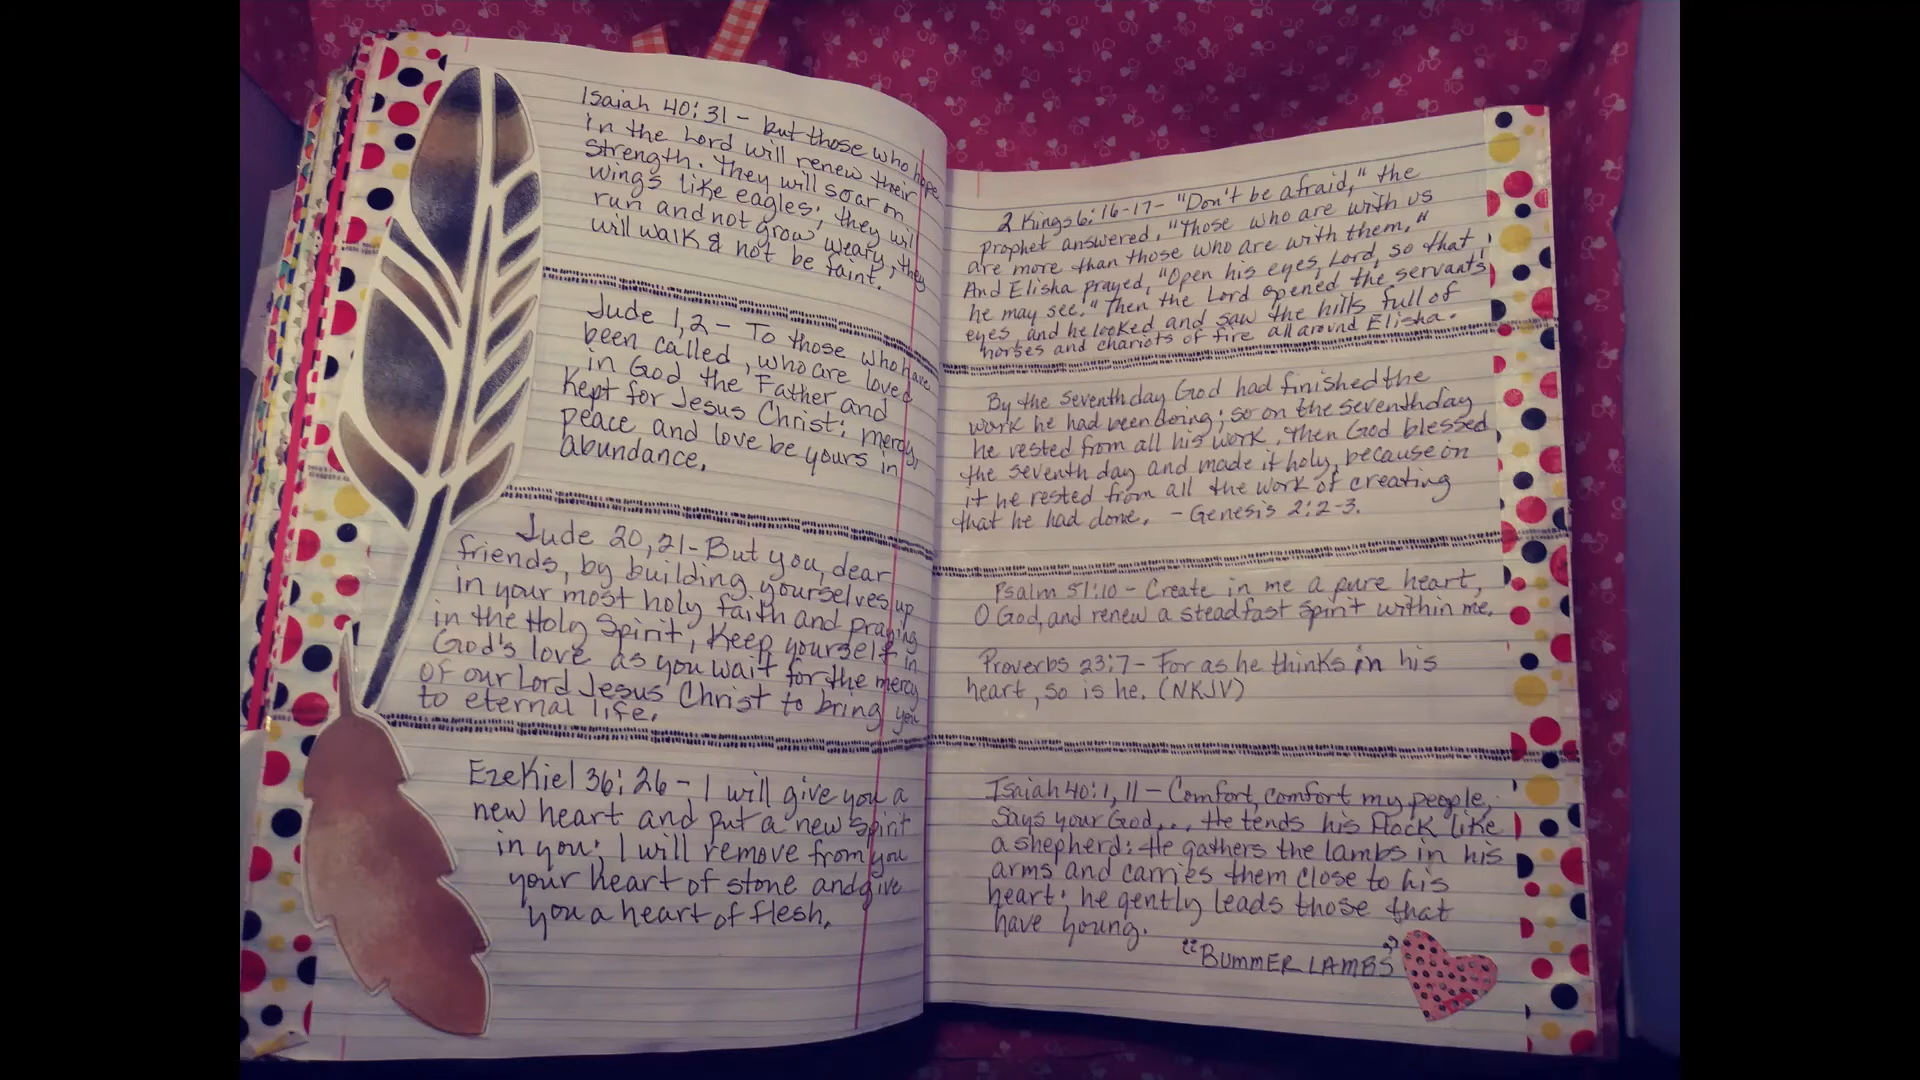 Isaiah 40:31 - but those who hope
in the Lord will renew their
strength. They will soar on
wings like eagles; they will
run and not grow weary, they
will walk & not be faint.
Jude 1,2 - To those who have
been called, who are loved
in God the Father and
Kept for Jesus Christ: mercy,
peace and love be yours in
abundance.
Jude 20,21 - But you, dear
friends, by building yourselves up
in your most holy faith and praying
in the Holy Spirit, Keep yourself in
God's love as you wait for the mercy
of our Lord Jesus Christ to bring you
to eternal life.
Ezekiel 36:26 - I will give you a
new heart and put a new spirit
in you; I will remove from you
your heart of stone and give
you a heart of flesh.
2 Kings 6:16-17 - "Don't be afraid," the
prophet answered. "Those who are with us
are more than those who are with them."
And Elisha prayed, "Open his eyes, Lord, so that
he may see." Then the Lord opened the servants'
eyes, and he looked and saw the hills full of
horses and chariots of fire all around Elisha.
By the seventh day God had finished the
work he had been doing; so on the seventh day
he rested from all his work. Then God blessed
the seventh day and made it holy, because on
it he rested from all the work of creating
that he had done. - Genesis 2:2-3.
Psalm 51:10 - Create in me a pure heart,
O God, and renew a steadfast spirit within me.
Proverbs 23:7 - For as he thinks in his
heart, so is he. (NKJV)
Isaiah 40:1, 11 - Comfort, comfort my people,
says your God... He tends his flock like
a shepherd: He gathers the lambs in his
arms and carries them close to his
heart; he gently leads those that
have young.
"BUMMER LAMBS"